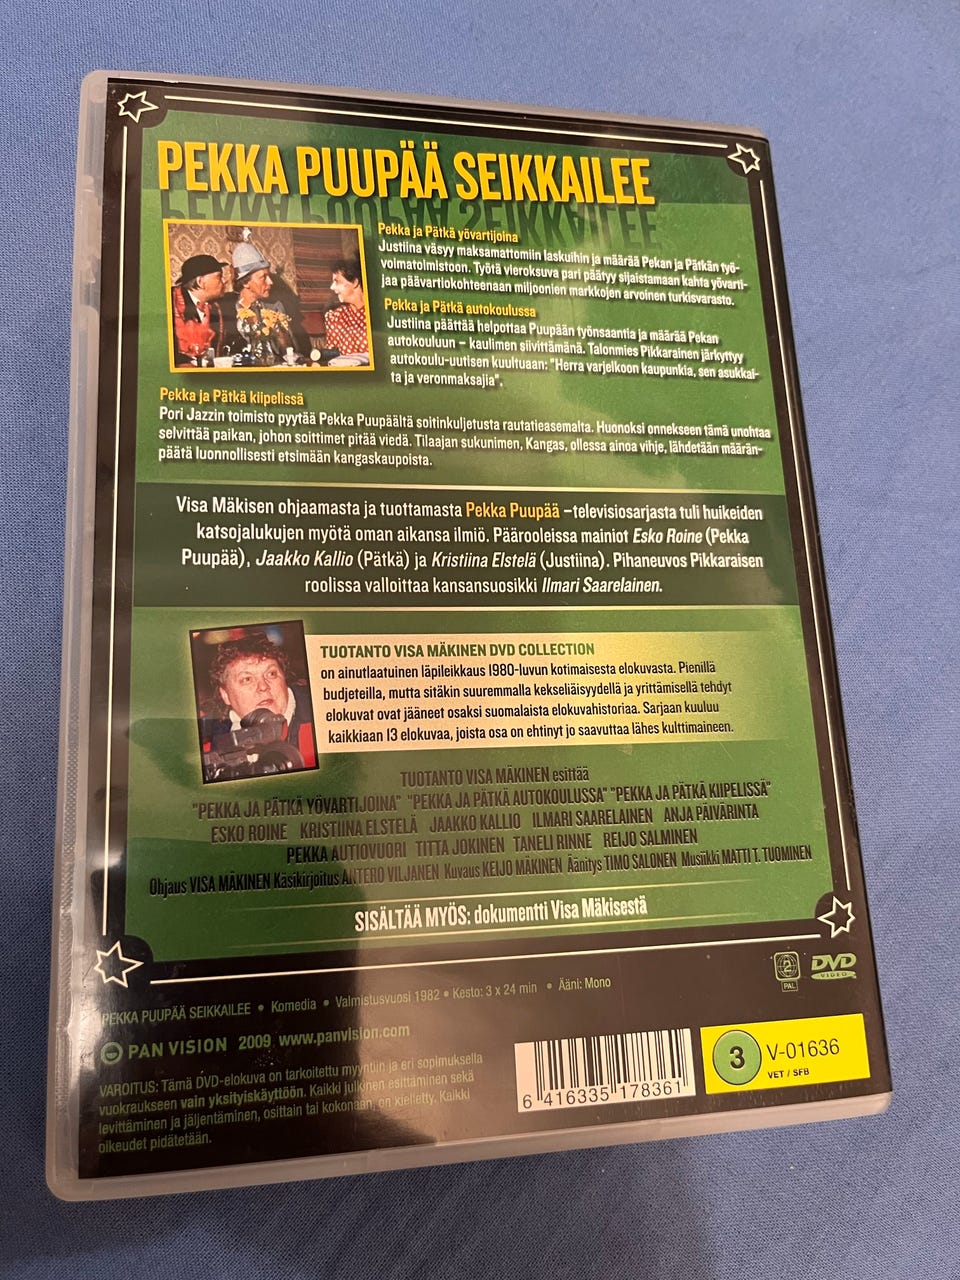 PEKKA PUUPÄÄ SEIKKAILEE
Pekka ja Pätkä yövartijoina
Justiina väsyy maksamattomiin laskuihin ja määrää Pekan ja Pätkän työ-
voimatoimistoon. Työtä vieroksuva pari päätyy sijaistamaan kahta yövarti-
jaa päävartiokohteenaan miljoonien markkojen arvoinen turkisvarasto.
Pekka ja Pätkä autokoulussa
Justiina päättää helpottaa Puupään työnsaantia ja määrää Pekan
autokouluun – kaulimen siivittämänä. Talonmies Pikkarainen järkyttyy
autokoulu-uutisen kuultuaan: "Herra varjelkoon kaupunkia, sen asukkai-
ta ja veronmaksajia".
Pekka ja Pätkä kiipelissä
Pori Jazzin toimisto pyytää Pekka Puupäältä soitinkuljetusta rautatieasemalta. Huonoksi onnekseen tämä unohtaa
selvittää paikan, johon soittimet pitää viedä. Tilaajan sukunimen, Kangas, ollessa ainoa vihje, lähdetään määrän-
päätä luonnollisesti etsimään kangaskaupoista.
Visa Mäkisen ohjaamasta ja tuottamasta Pekka Puupää –televisiosarjasta tuli huikeiden
katsojalukujen myötä oman aikansa ilmiö. Päärooleissa mainiot Esko Roine (Pekka
Puupää), Jaakko Kallio (Pätkä) ja Kristiina Elstelä (Justiina). Pihaneuvos Pikkaraisen
roolissa valloittaa kansansuosikki Ilmari Saarelainen.
TUOTANTO VISA MÄKINEN DVD COLLECTION
on ainutlaatuinen läpileikkaus 1980-luvun kotimaisesta elokuvasta. Pienillä
budjeteilla, mutta sitäkin suuremmalla kekseliäisyydellä ja yrittämisellä tehdyt
elokuvat ovat jääneet osaksi suomalaista elokuvahistoriaa. Sarjaan kuuluu
kaikkiaan 13 elokuvaa, joista osa on ehtinyt jo saavuttaa lähes kulttimaineen.
TUOTANTO VISA MÄKINEN esittää
"PEKKA JA PÄTKÄ YÖVARTIJOINA" "PEKKA JA PÄTKÄ AUTOKOULUSSA" "PEKKA JA PÄTKÄ KIIPELISSÄ"
ESKO ROINE KRISTIINA ELSTELÄ JAAKKO KALLIO ILMARI SAARELAINEN ANJA PÄIVÄRINTA
PEKKA AUTIOVUORI TITTA JOKINEN TANELI RINNE REIJO SALMINEN
Ohjaus VISA MÄKINEN Käsikirjoitus ANTERO VILJANEN Kuvaus KEIJO MÄKINEN Äänitys TIMO SALONEN Musiikki MATTI T. TUOMINEN
SISÄLTÄÄ MYÖS: dokumentti Visa Mäkisestä
PEKKA PUUPÄÄ SEIKKAILEE • Komedia • Valmistusvuosi 1982 • Kesto: 3 x 24 min • Ääni: Mono
2 PAL
DVD VIDEO
PAN VISION 2009 www.panvision.com
VAROITUS: Tämä DVD-elokuva on tarkoitettu myyntiin ja eri sopimuksella
vuokraukseen vain yksityiskäyttöön. Kaikki julkinen esittäminen sekä
levittäminen ja jäljentäminen, osittain tai kokonaan, on kielletty. Kaikki
oikeudet pidätetään.
6 416335 178361
3 V-01636
VET / SFB